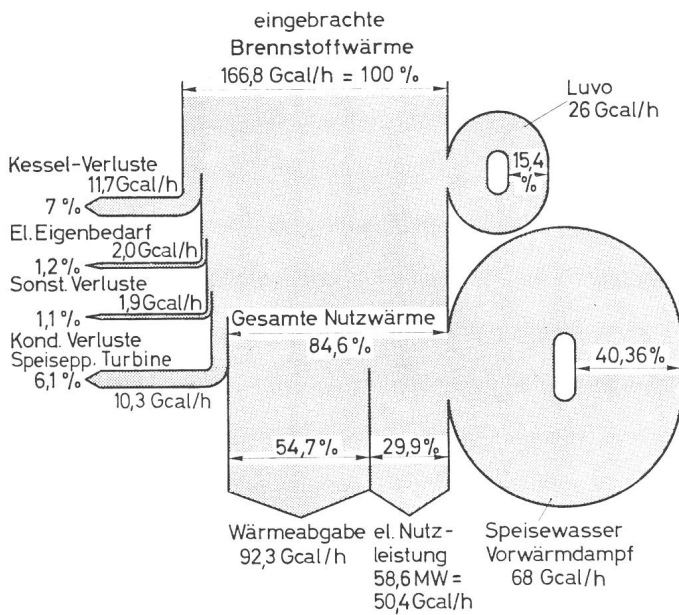 eingebrachte
Brennstoffwärme
166,8 Gcal/h = 100 %
Luvo
26 Gcal/h
15,4
%
Kessel-Verluste
11,7 Gcal/h
7 %
El. Eigenbedarf
2,0 Gcal/h
1,2 %
Sonst. Verluste
1,9 Gcal/h
1,1 %
Kond. Verluste
Speisepp. Turbine
6,1 %
10,3 Gcal/h
Gesamte Nutzwärme
84,6 %
40,36 %
54,7 %
29,9 %
Wärmeabgabe
92,3 Gcal/h
el. Nutz-
leistung
58,6 MW =
50,4 Gcal/h
Speisewasser
Vorwärmdampf
68 Gcal/h